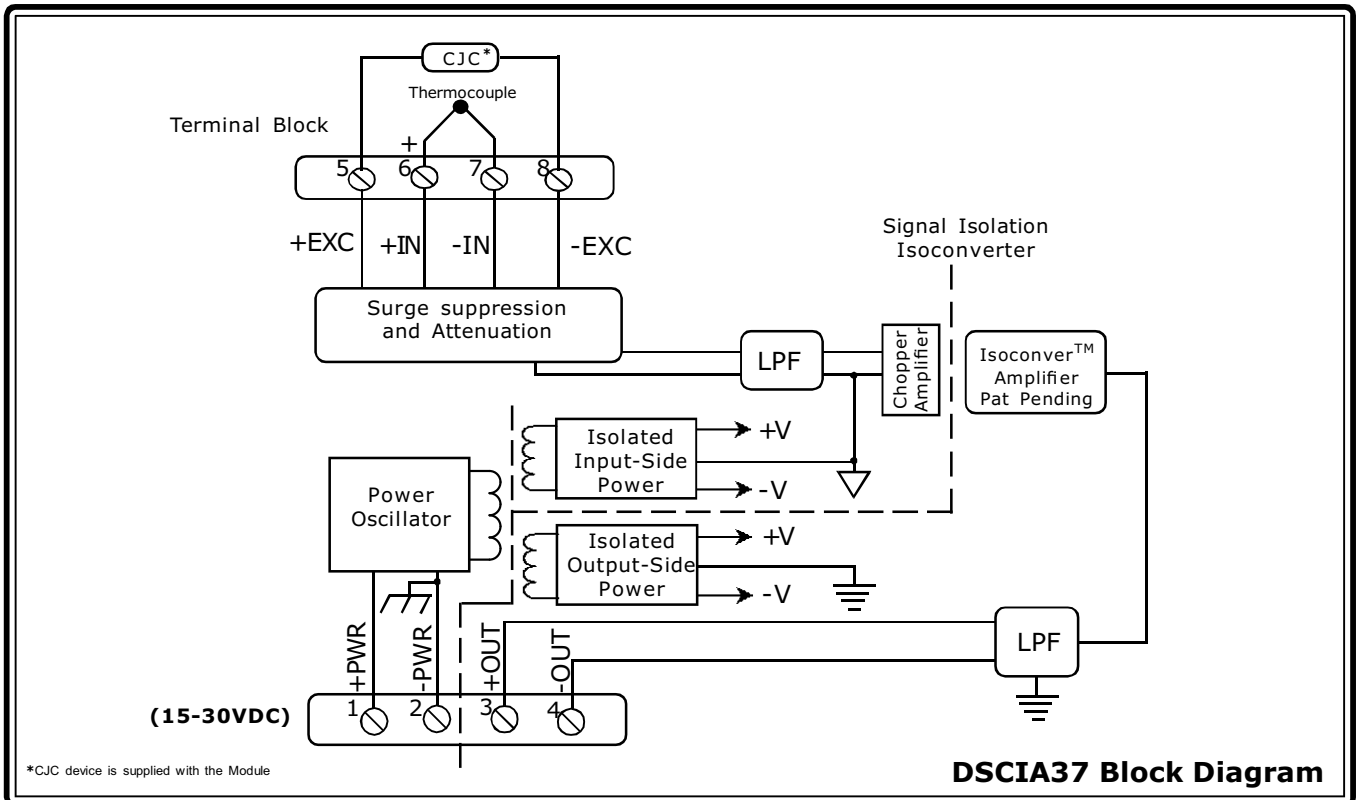 CJC*
Thermocouple
Terminal Block
+
5 6 7 8
+EXC +IN -IN -EXC
Signal Isolation
Isoconverter
Surge suppression
and Attenuation
LPF
Chopper
Amplifier
Isoconver™
Amplifier
Pat Pending
Isolated
Input-Side
Power
+V
-V
Power
Oscillator
Isolated
Output-Side
Power
+V
-V
+PWR
-PWR
+OUT
-OUT
LPF
(15-30VDC)
1 2 3 4
*CJC device is supplied with the Module
DSCIA37 Block Diagram